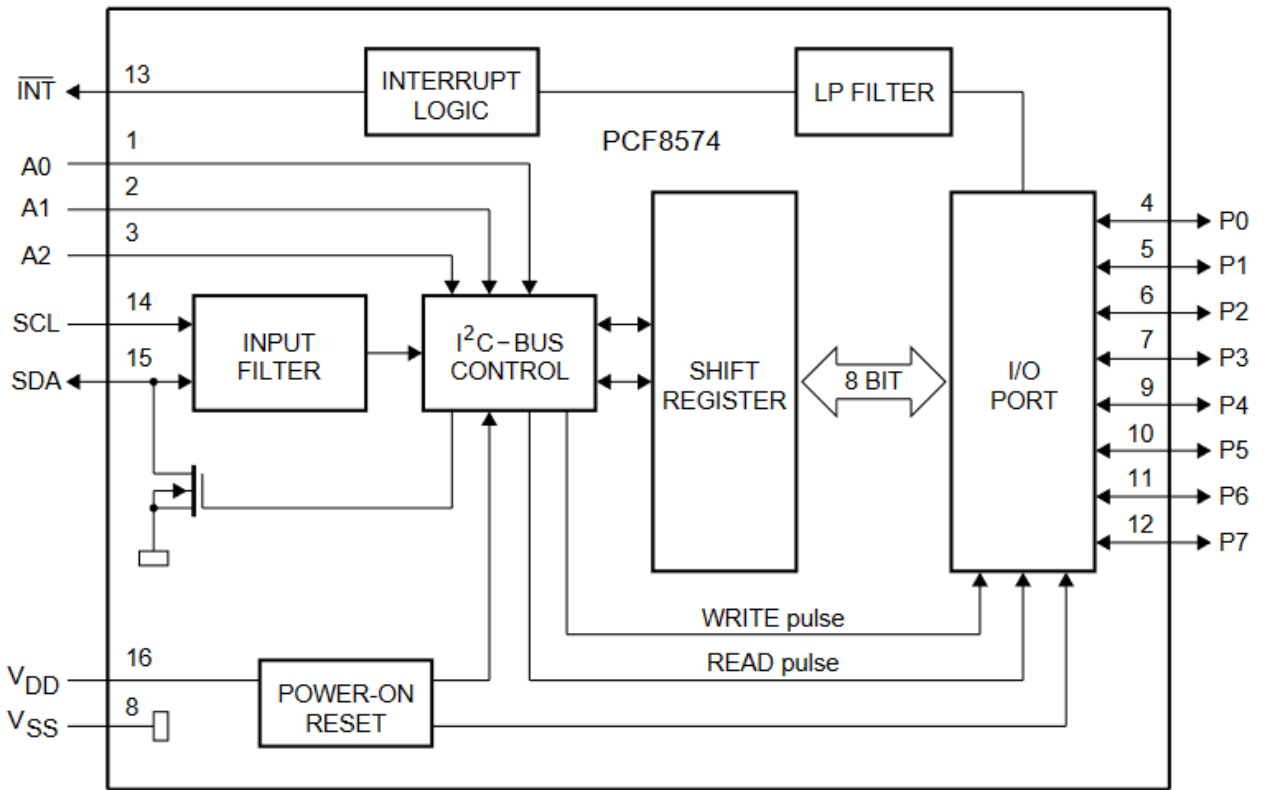 INTERRUPT
LOGIC
LP FILTER
PCF8574
INT
13
A0
1
A1
2
A2
3
SCL
14
SDA
15
INPUT
FILTER
I²C−BUS
CONTROL
SHIFT
REGISTER
8 BIT
I/O
PORT
4
P0
5
P1
6
P2
7
P3
9
P4
10
P5
11
P6
12
P7
WRITE pulse
READ pulse
VDD
16
VSS
8
POWER-ON
RESET